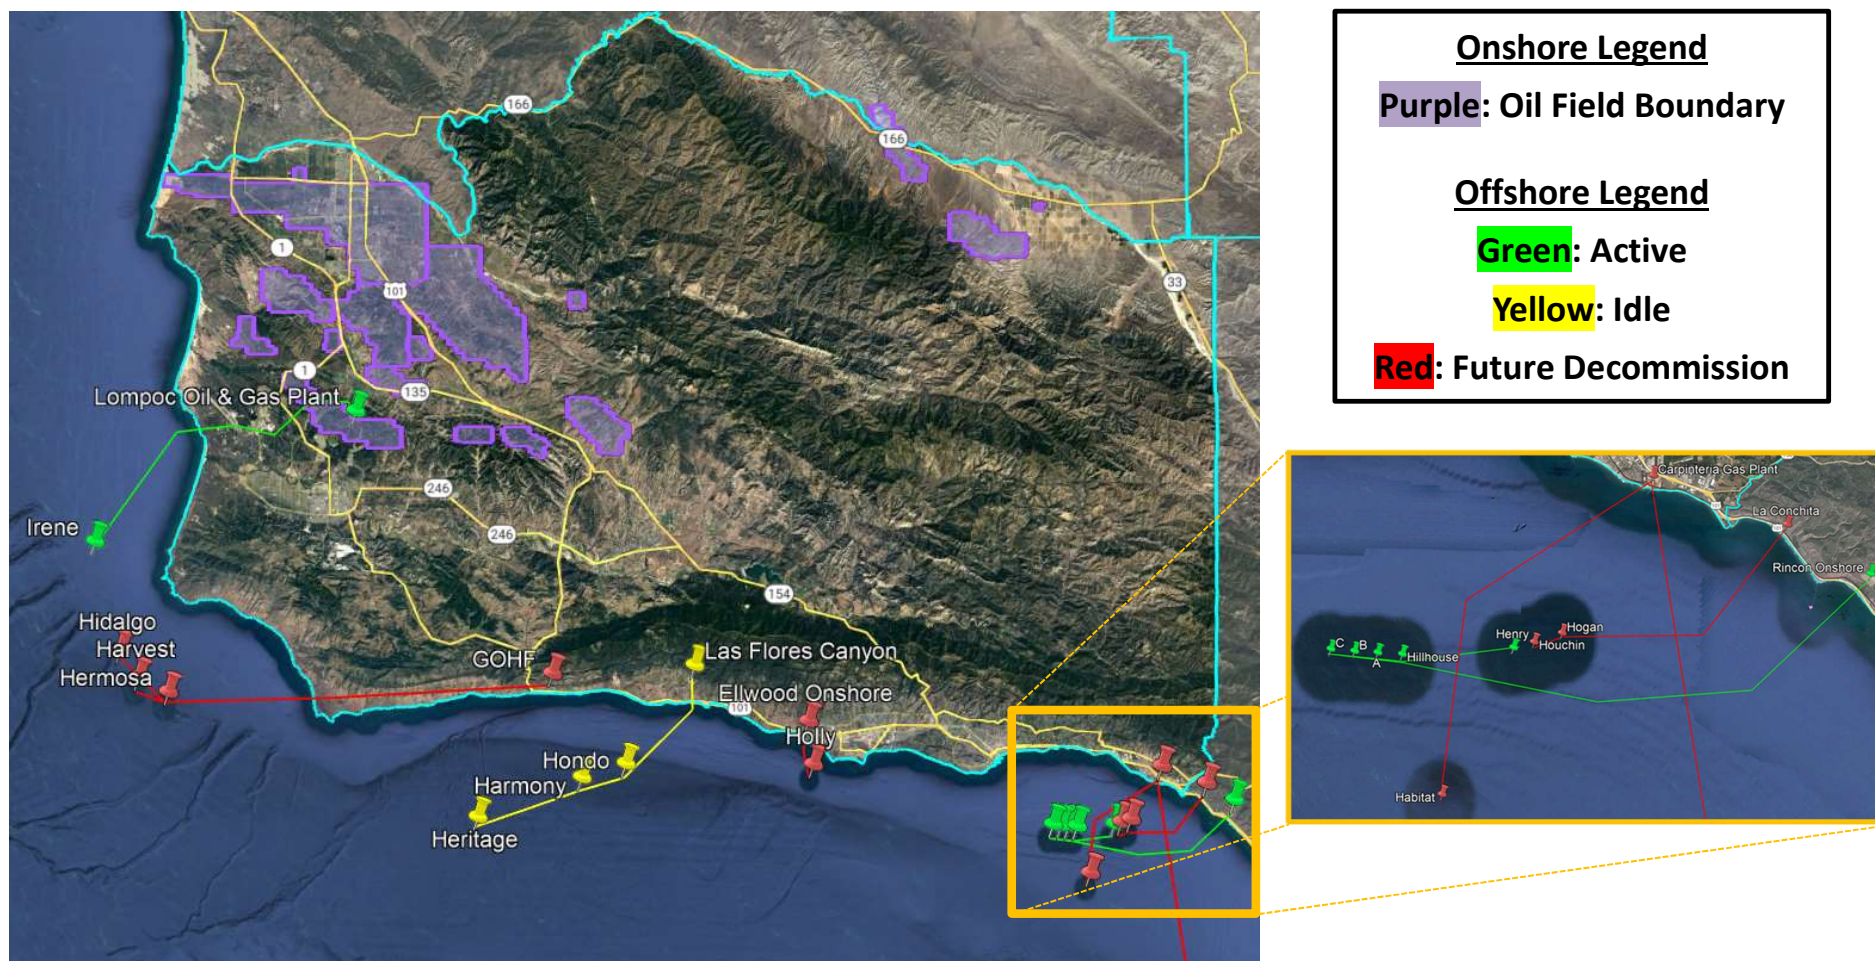 Onshore Legend
Purple: Oil Field Boundary
Offshore Legend
Green: Active
Yellow: Idle
Red: Future Decommission
166
166
1
101
33
1
135
Lompoc Oil & Gas Plant
246
246
Irene
154
Hidalgo
Harvest
Hermosa
GOHF
Las Flores Canyon
Ellwood Onshore
101
Holly
Hondo
Harmony
Heritage
Carpinteria Gas Plant
La Conchita
Rincon Onshore
C
B
A
Hillhouse
Henry
Hogan
Houchin
Habitat